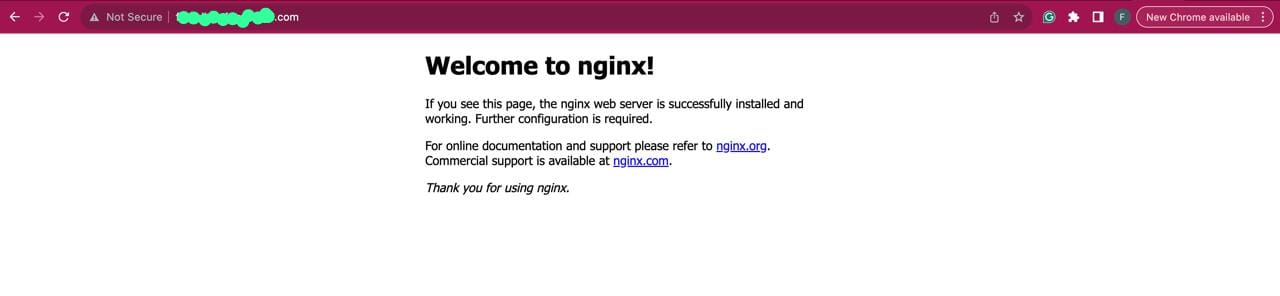 Not Secure .com
F
New Chrome available
Welcome to nginx!
If you see this page, the nginx web server is successfully installed and
working. Further configuration is required.
For online documentation and support please refer to nginx.org.
Commercial support is available at nginx.com.
Thank you for using nginx.